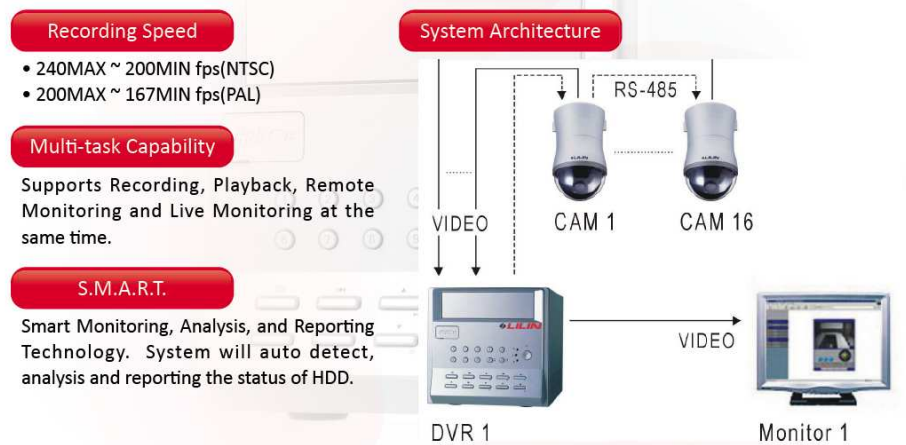 Recording Speed
• 240MAX ~ 200MIN fps(NTSC)
• 200MAX ~ 167MIN fps(PAL)
Multi-task Capability
Supports Recording, Playback, Remote
Monitoring and Live Monitoring at the
same time.
S.M.A.R.T.
Smart Monitoring, Analysis, and Reporting
Technology. System will auto detect,
analysis and reporting the status of HDD.
System Architecture
RS-485
LILIN
LILIN
VIDEO
CAM 1
CAM 16
LILIN
VIDEO
DVR 1
Monitor 1